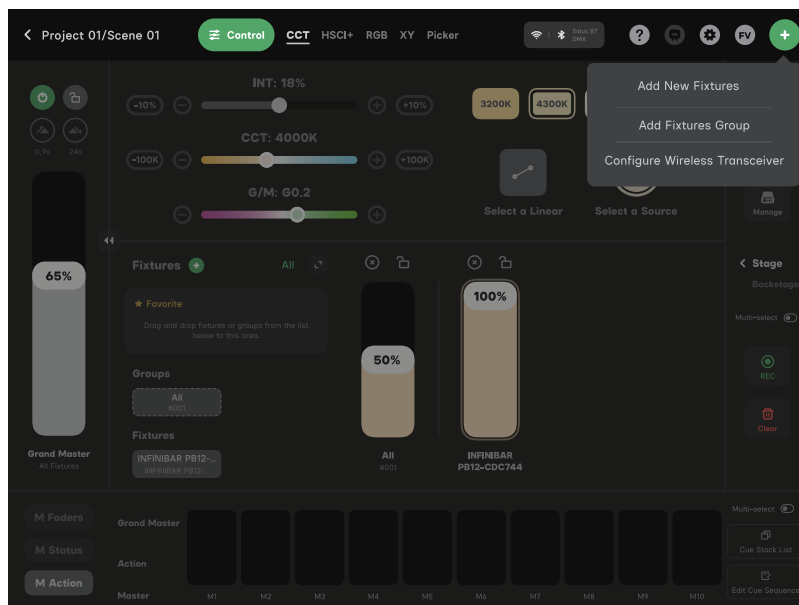 Project 01/Scene 01
Control
CCT
HSCI+
RGB
XY
Picker
Sidus BT
DMX
?
FV
+
Add New Fixtures
Add Fixtures Group
Configure Wireless Transceiver
0.9s
24s
INT: 18%
-10%
+10%
CCT: 4000K
-100K
+100K
G/M: G0.2
3200K
4300K
Select a Linear
Select a Source
Manage
65%
Grand Master
All Fixtures
Fixtures
All
Favorite
Drag and drop fixtures or groups from the list
below to this area.
Groups
All
#001
Fixtures
INFINIBAR PB12-...
INFINIBAR PB12-...
50%
All
#001
100%
INFINIBAR
PB12-CDC744
Stage
Backstage
Multi-select
REC
Clear
M Faders
M Status
M Action
Grand Master
Action
Master
M1
M2
M3
M4
M5
M6
M7
M8
M9
M10
Multi-select
Cue Stack List
Edit Cue Sequence